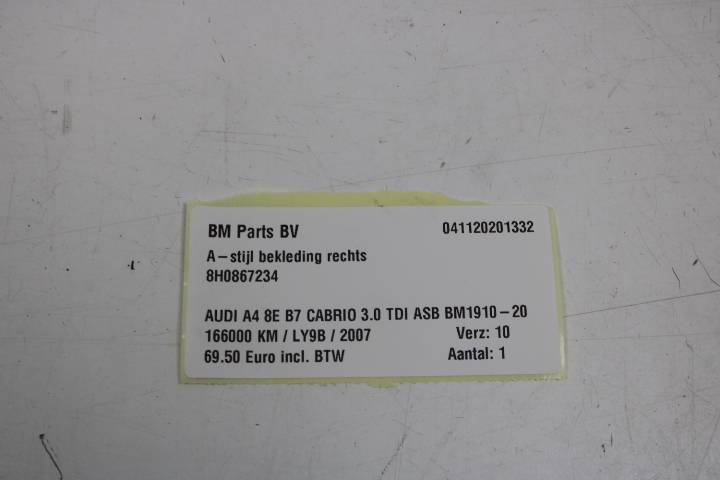 BM Parts BV 041120201332
A-stijl bekleding rechts
8H0867234
AUDI A4 8E B7 CABRIO 3.0 TDI ASB BM1910-20
166000 KM / LY9B / 2007 Verz: 10
69.50 Euro incl. BTW Aantal: 1